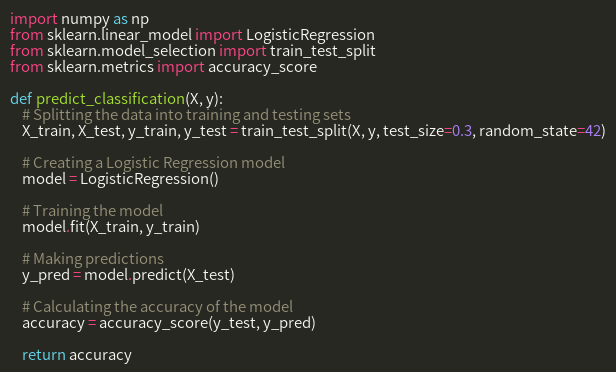 import numpy as np
from sklearn.linear_model import LogisticRegression
from sklearn.model_selection import train_test_split
from sklearn.metrics import accuracy_score

def predict_classification(X, y):
    # Splitting the data into training and testing sets
    X_train, X_test, y_train, y_test = train_test_split(X, y, test_size=0.3, random_state=42)

    # Creating a Logistic Regression model
    model = LogisticRegression()

    # Training the model
    model.fit(X_train, y_train)

    # Making predictions
    y_pred = model.predict(X_test)

    # Calculating the accuracy of the model
    accuracy = accuracy_score(y_test, y_pred)

    return accuracy